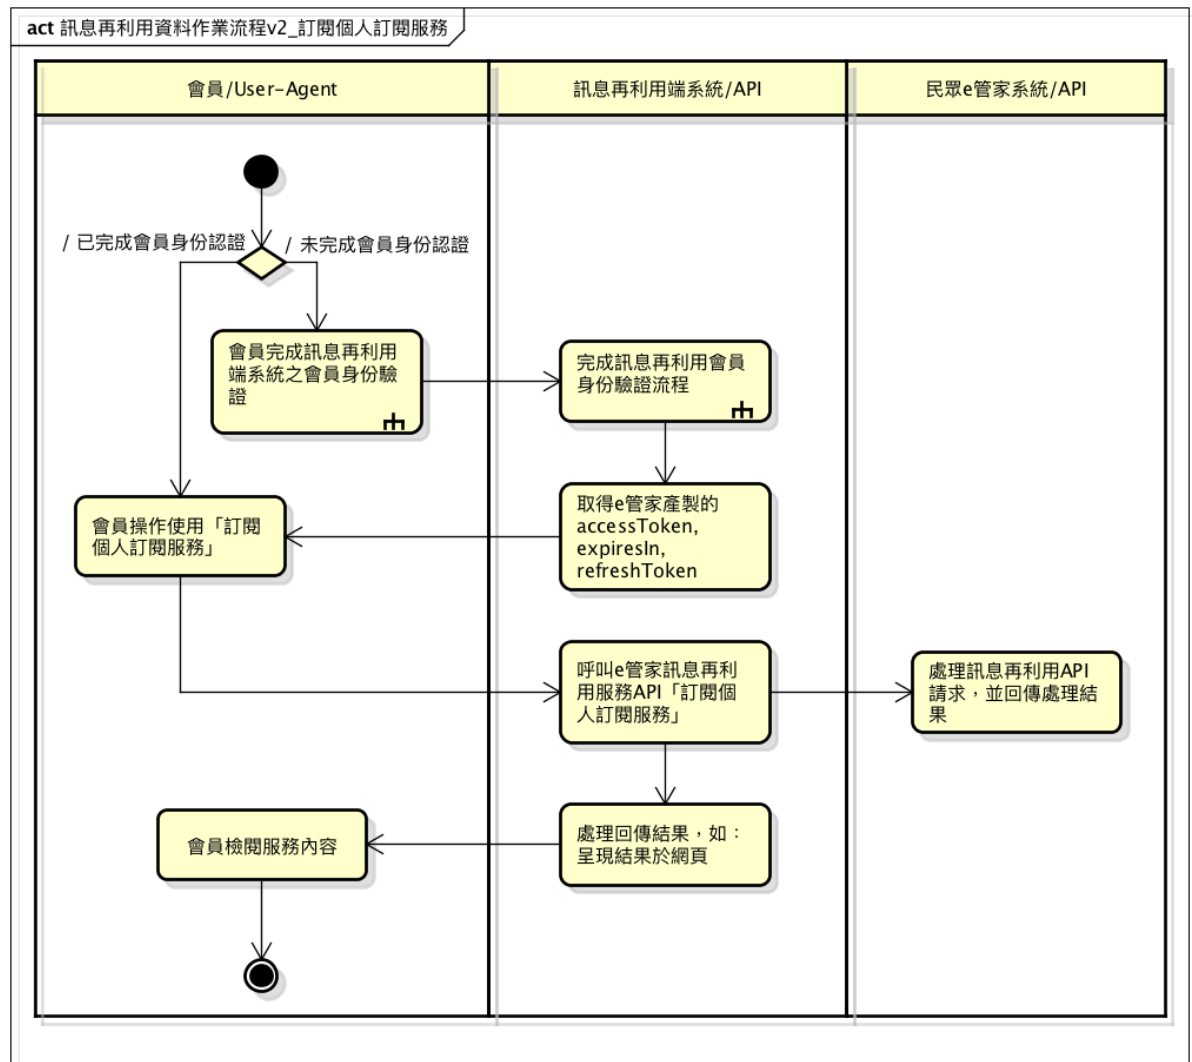 act 訊息再利用資料作業流程v2_訂閱個人訂閱服務
會員/User-Agent
訊息再利用端系統/API
民眾e管家系統/API
/ 已完成會員身份認證
/ 未完成會員身份認證
會員完成訊息再利用
端系統之會員身份驗
證
完成訊息再利用會員
身份驗證流程
會員操作使用「訂閱
個人訂閱服務」
取得e管家產製的
accessToken,
expiresIn,
refreshToken
呼叫e管家訊息再利
用服務API「訂閱個
人訂閱服務」
處理訊息再利用API
請求，並回傳處理結
果
會員檢閱服務內容
處理回傳結果，如：
呈現結果於網頁